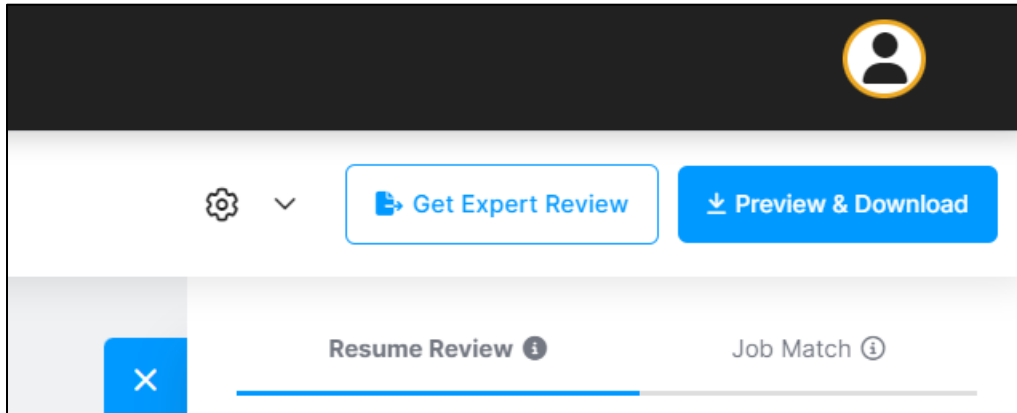 Get Expert Review
Preview & Download
Resume Review
Job Match